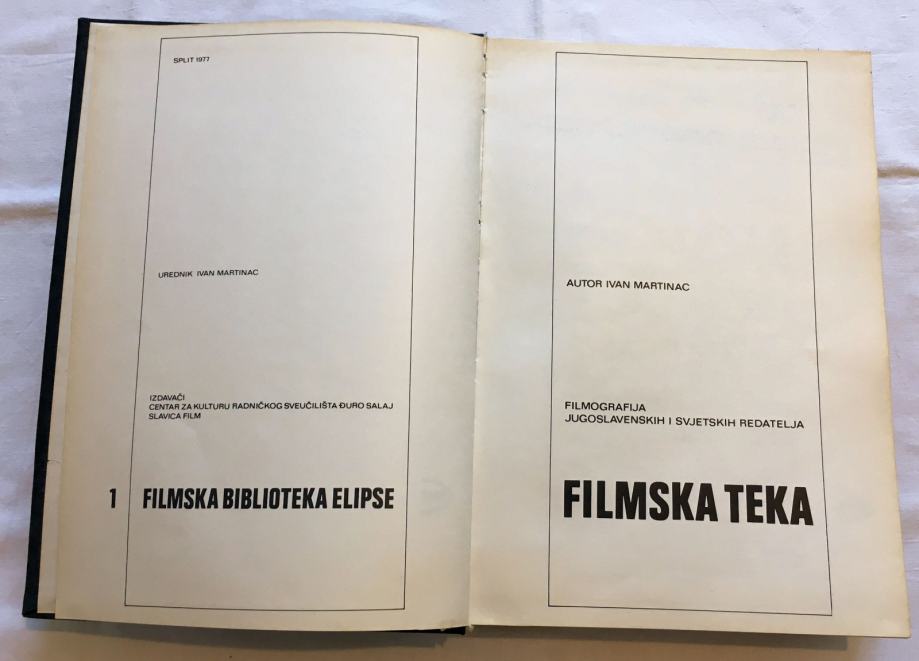 SPLIT 1977
UREDNIK IVAN MARTINAC
IZDAVAČI
CENTAR ZA KULTURU RADNIČKOG SVEUČILIŠTA ĐURO SALAJ
SLAVICA FILM
1 FILMSKA BIBLIOTEKA ELIPSE
AUTOR IVAN MARTINAC
FILMOGRAFIJA
JUGOSLAVENSKIH I SVJETSKIH REDATELJA
FILMSKA TEKA